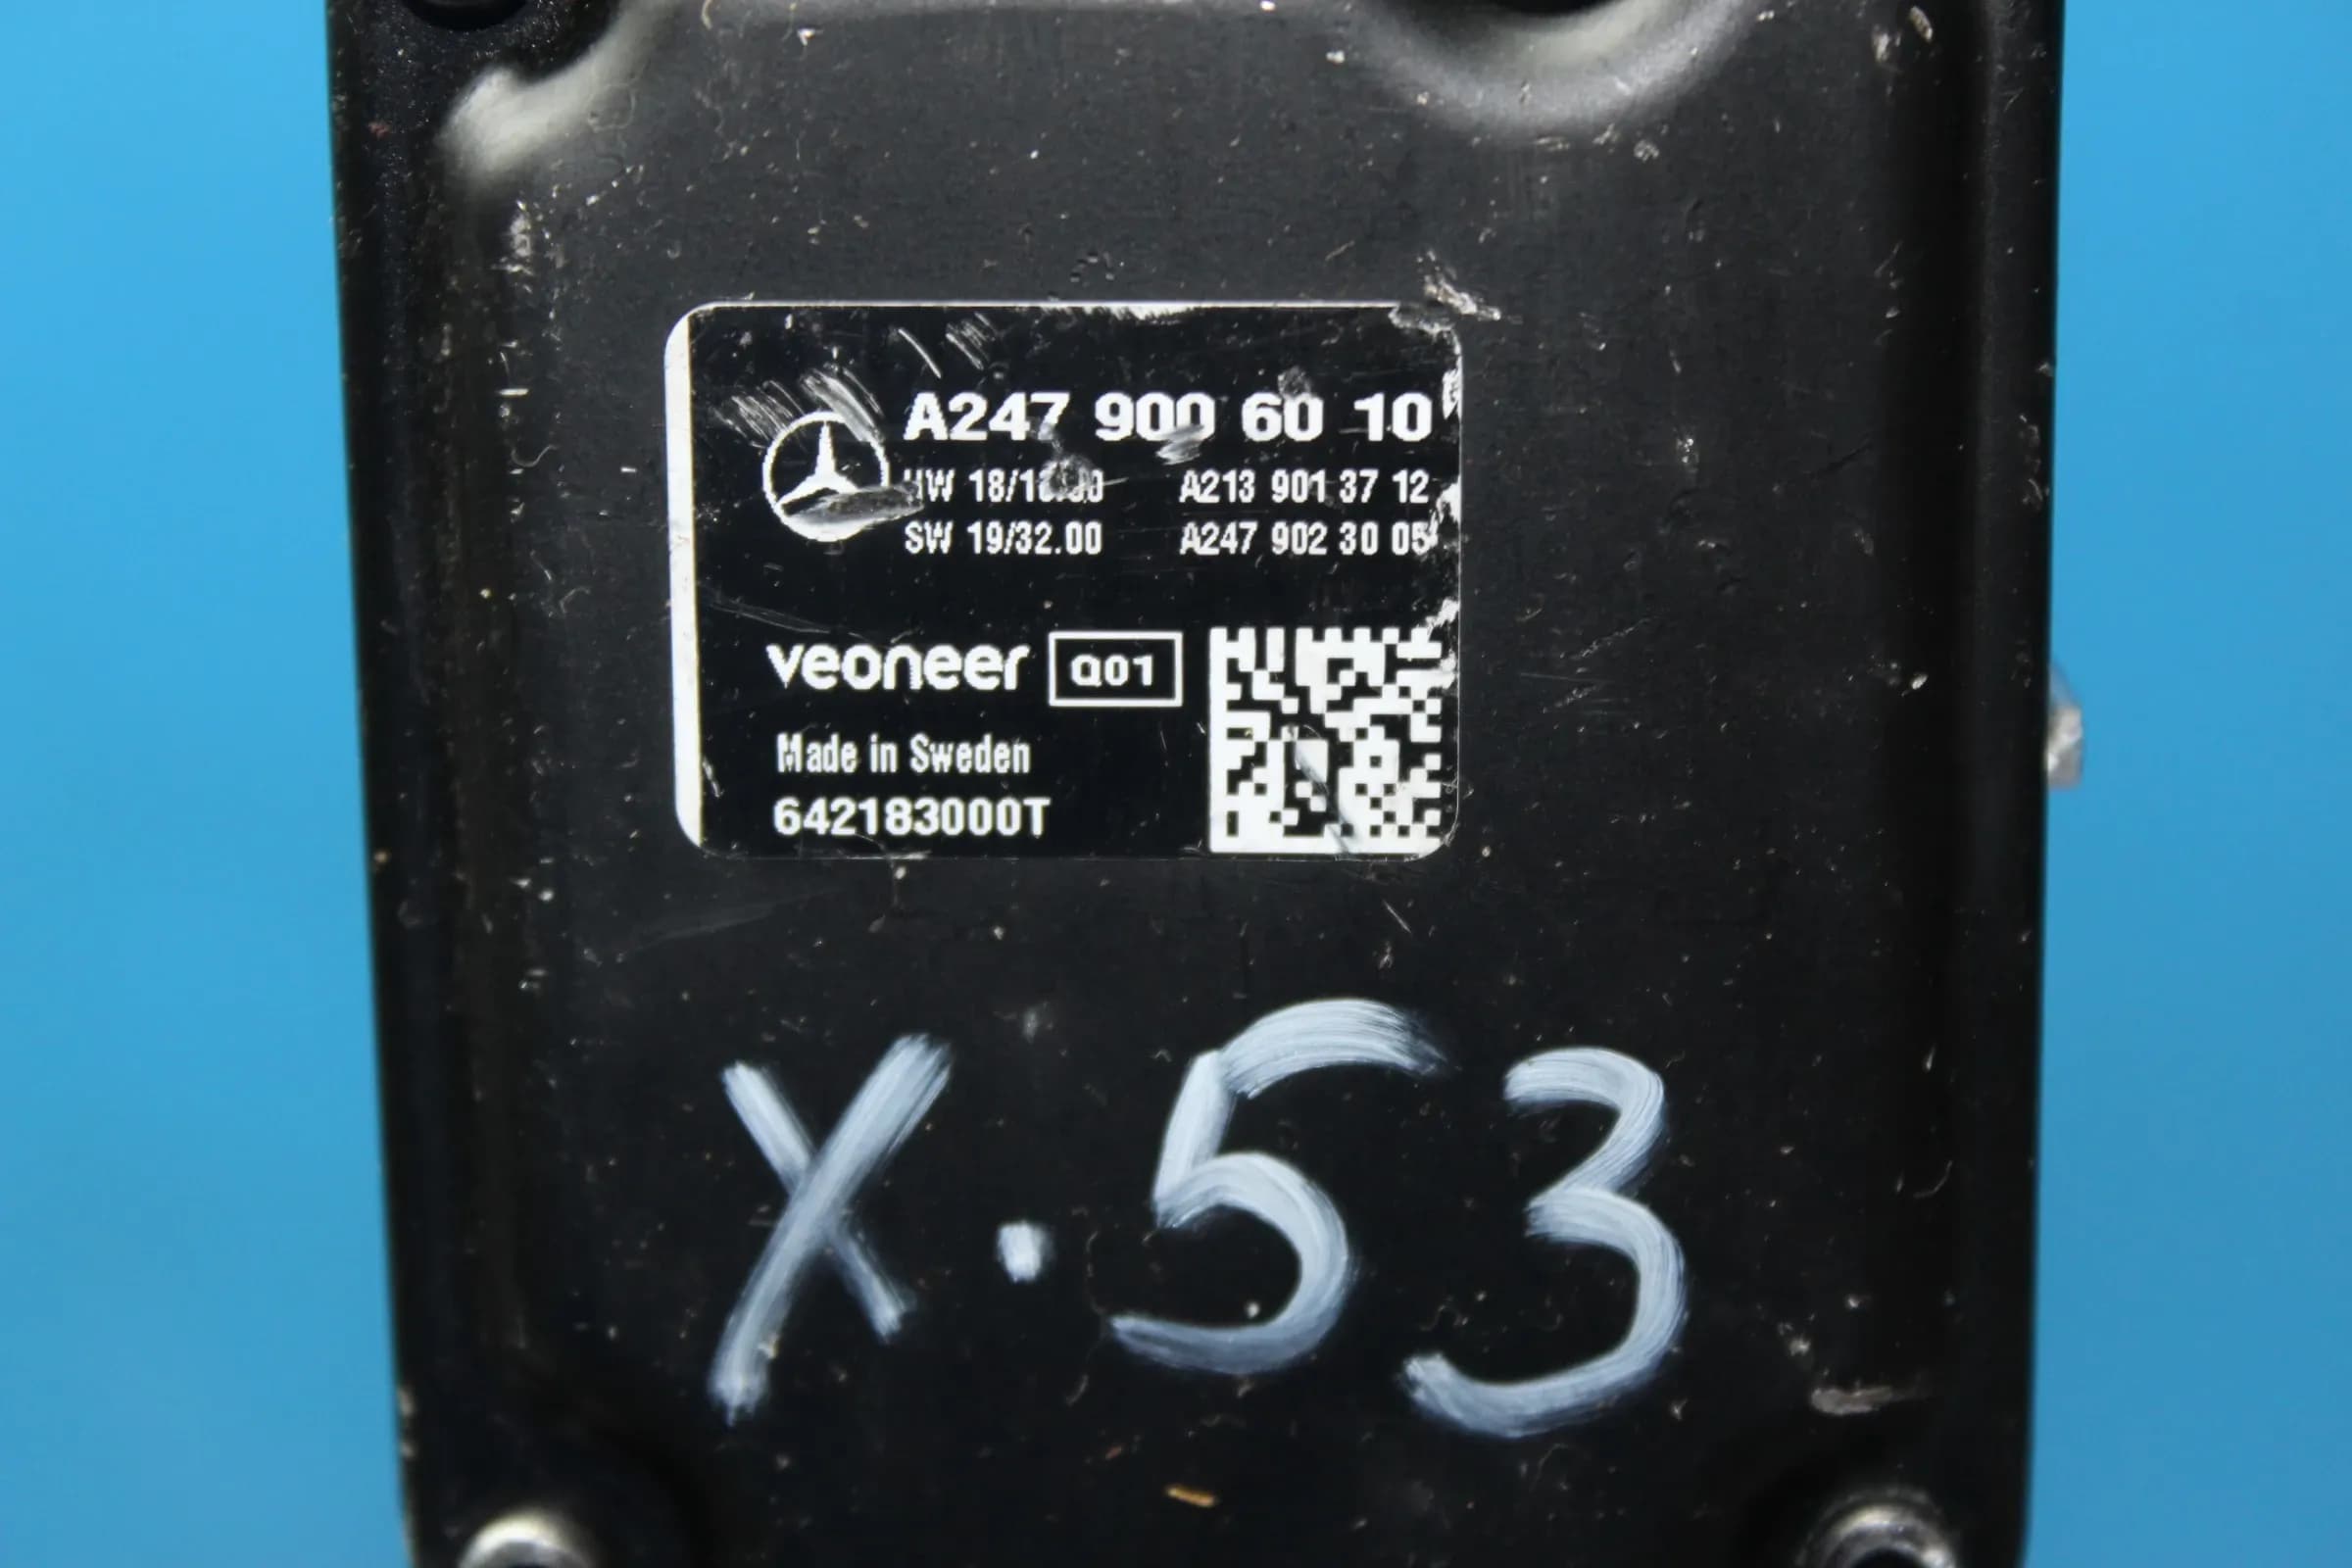 A247 900 60 10
HW A213 901 37 12
SW 19/32.00 A247 902 30 05
veoneer Q01
Made in Sweden
642183000T
X.53